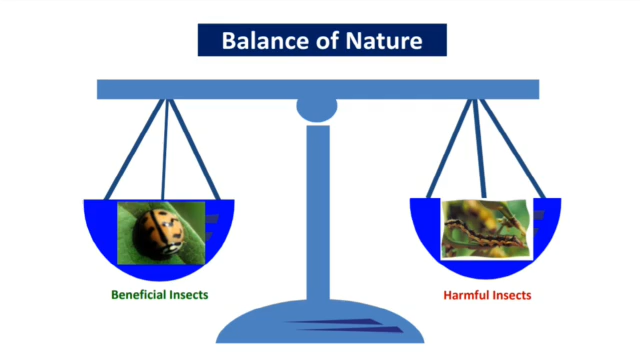 Balance of Nature
Beneficial Insects
Harmful Insects